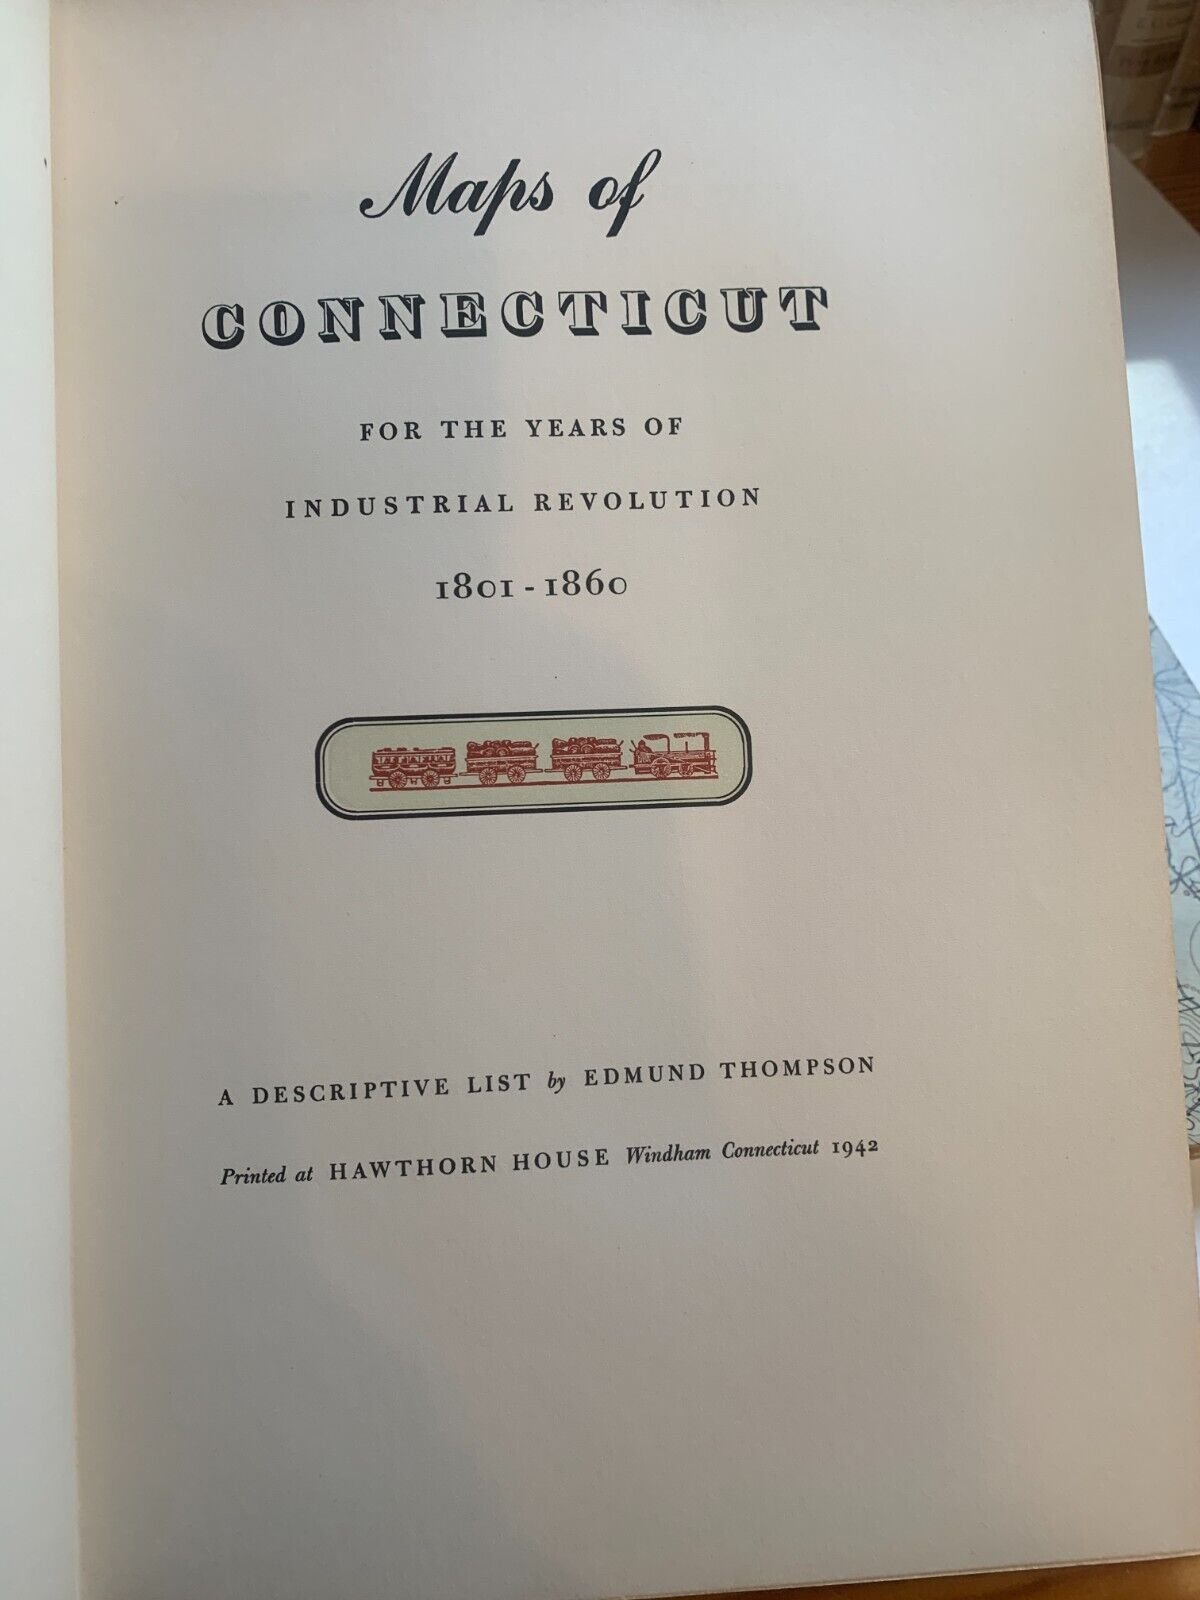 Maps of
CONNECTICUT
FOR THE YEARS OF
INDUSTRIAL REVOLUTION
1801-1860
A DESCRIPTIVE LIST by EDMUND THOMPSON
Printed at HAWTHORN HOUSE Windham Connecticut 1942